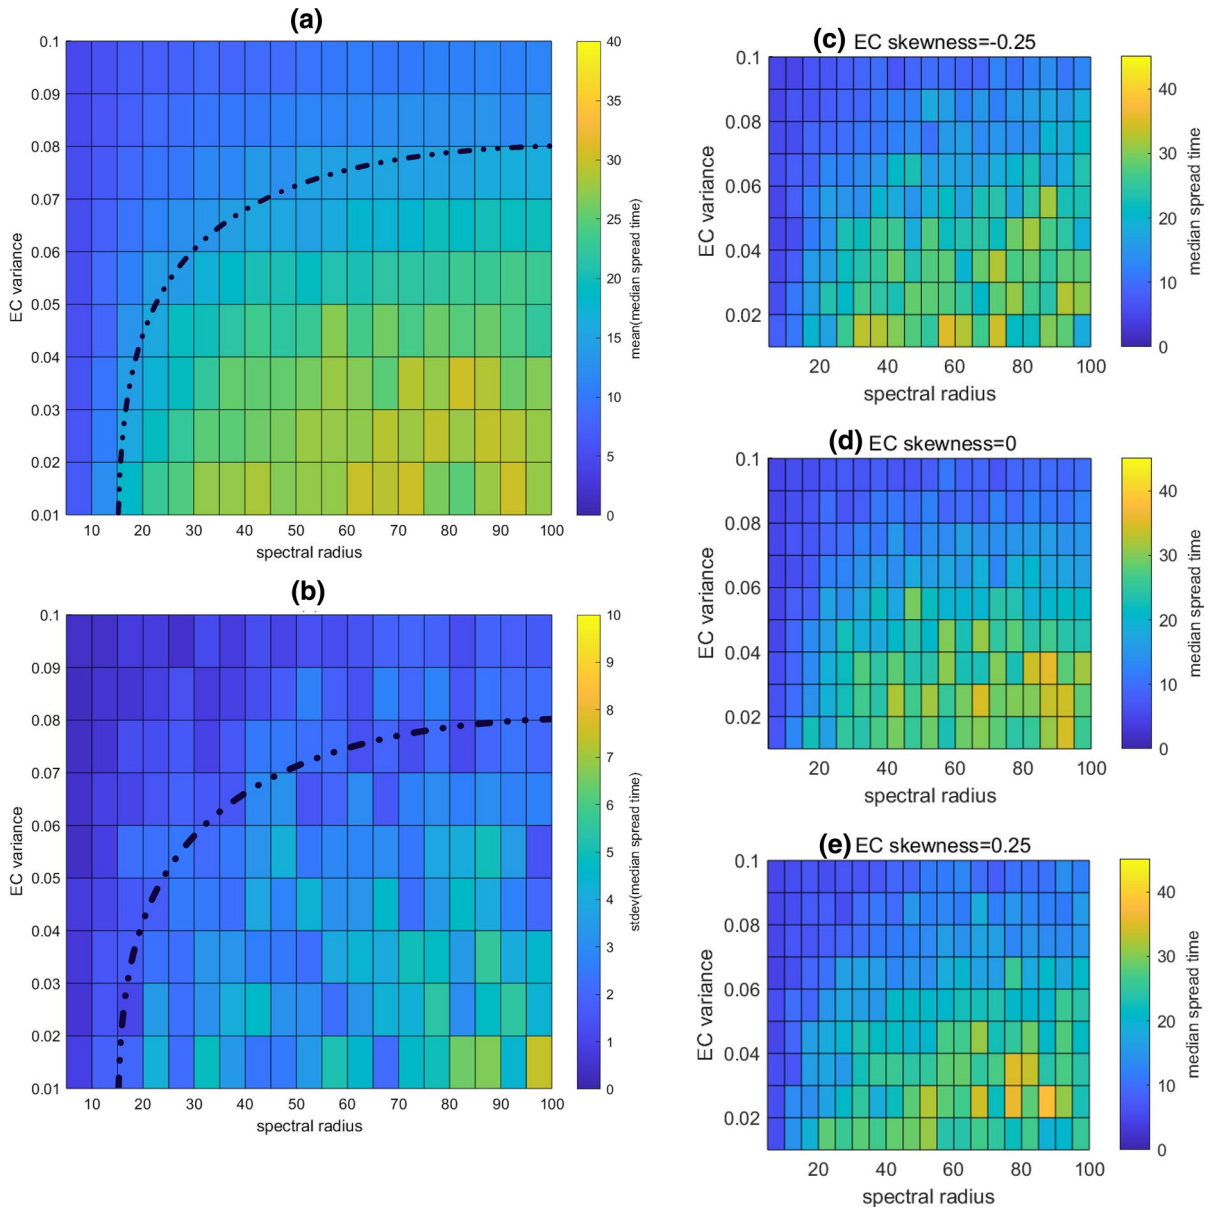 (a)
0.1
0.09
0.08
0.07
0.06
0.05
0.04
0.03
0.02
0.01
EC variance
10 20 30 40 50 60 70 80 90 100
spectral radius
40
35
30
25
20
15
10
5
0
mean(median spread time)
(b)
0.1
0.09
0.08
0.07
0.06
0.05
0.04
0.03
0.02
0.01
EC variance
10 20 30 40 50 60 70 80 90 100
spectral radius
10
9
8
7
6
5
4
3
2
1
0
stdev(median spread time)
(c) EC skewness=-0.25
0.1
0.08
0.06
0.04
0.02
EC variance
20 40 60 80 100
spectral radius
40
30
20
10
0
median spread time
(d) EC skewness=0
0.1
0.08
0.06
0.04
0.02
EC variance
20 40 60 80 100
spectral radius
40
30
20
10
0
median spread time
(e) EC skewness=0.25
0.1
0.08
0.06
0.04
0.02
EC variance
20 40 60 80 100
spectral radius
40
30
20
10
0
median spread time